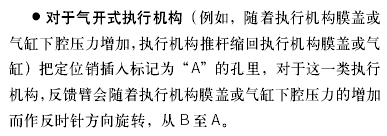 ● 对于气开式执行机构（例如，随着执行机构膜盖或
气缸下腔压力增加，执行机构推杆缩回执行机构膜盖或气
缸）把定位销插入标记为“A”的孔里，对于这一类执行
机构，反馈臂会随着执行机构膜盖或气缸下腔压力的增加
而作反时针方向旋转，从B至A。